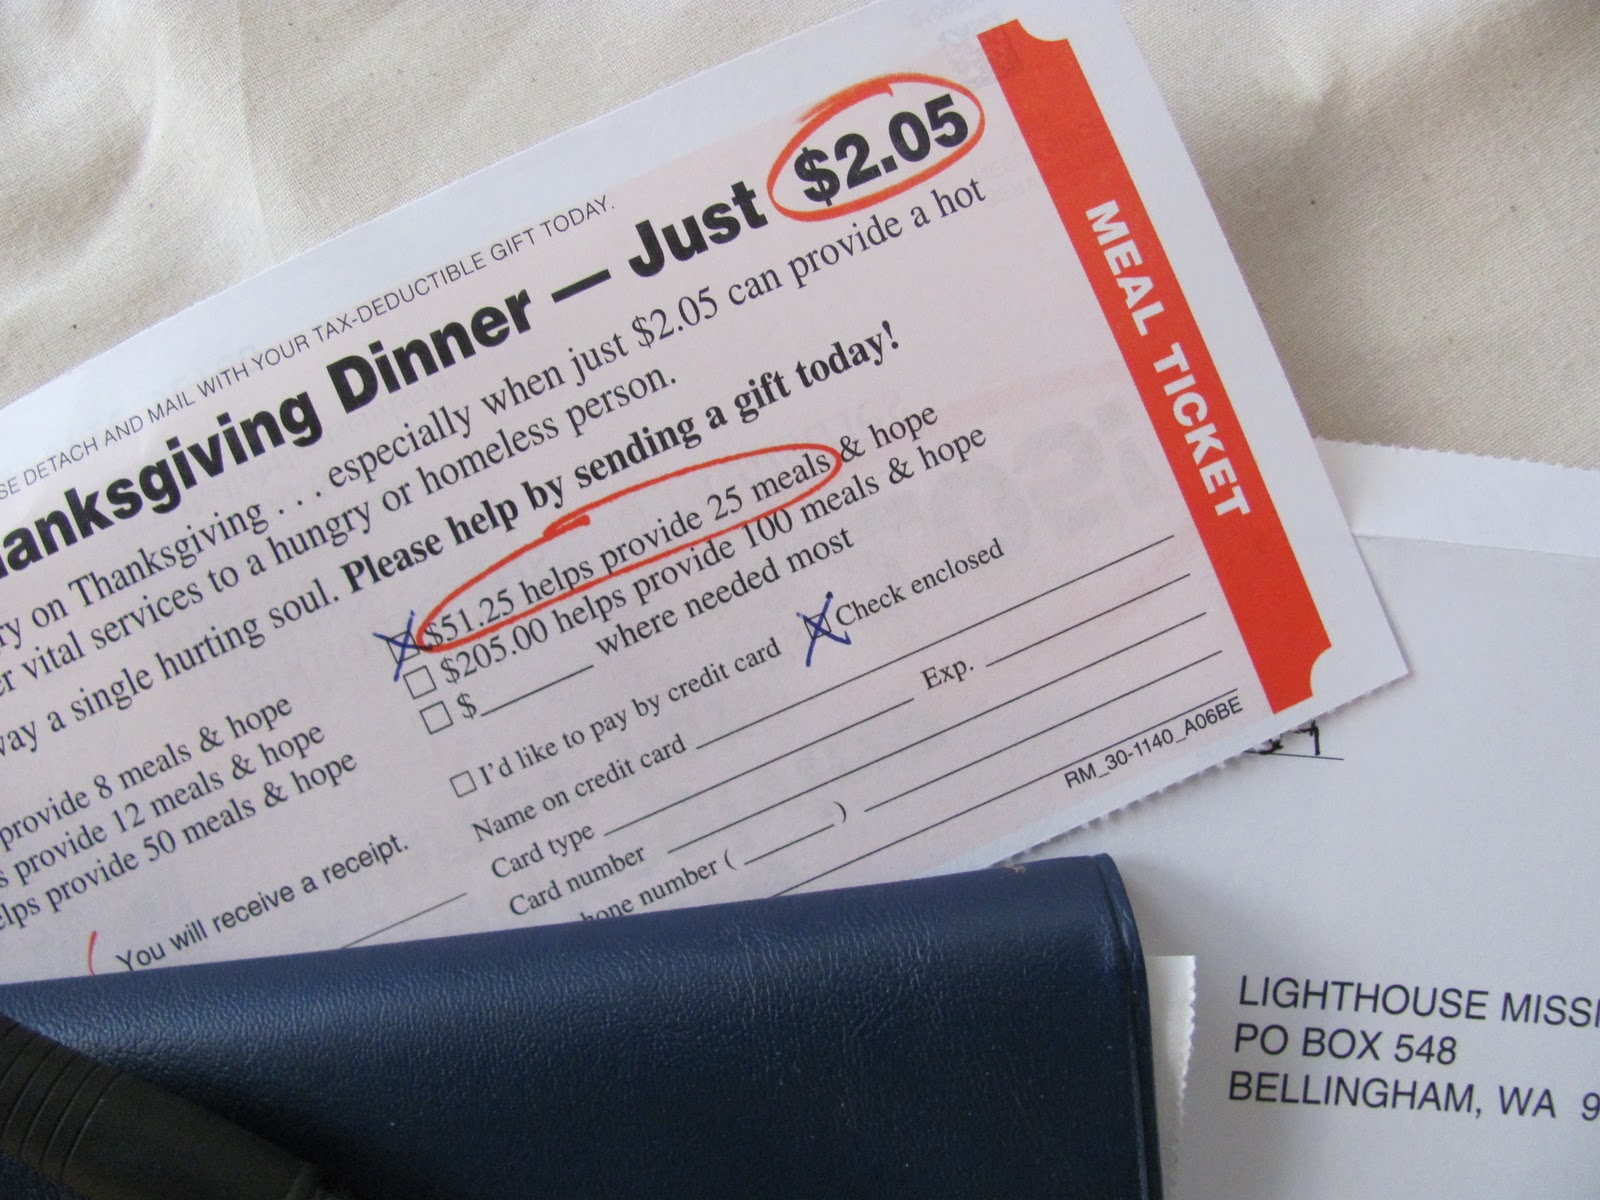 SE DETACH AND MAIL WITH YOUR TAX-DEDUCTIBLE GIFT TODAY.
anksgiving Dinner — Just $2.05
ry on Thanksgiving . . . especially when just $2.05 can provide a hot
er vital services to a hungry or homeless person.
way a single hurting soul. Please help by sending a gift today!
provide 8 meals & hope
s provide 12 meals & hope
elps provide 50 meals & hope
$51.25 helps provide 25 meals & hope
$205.00 helps provide 100 meals & hope
$ where needed most
I'd like to pay by credit card Check enclosed
Name on credit card
Card type Exp.
Card number
hone number ( )
You will receive a receipt.
RM_30-1140_A06BE
MEAL TICKET
LIGHTHOUSE MISSI
PO BOX 548
BELLINGHAM, WA 9